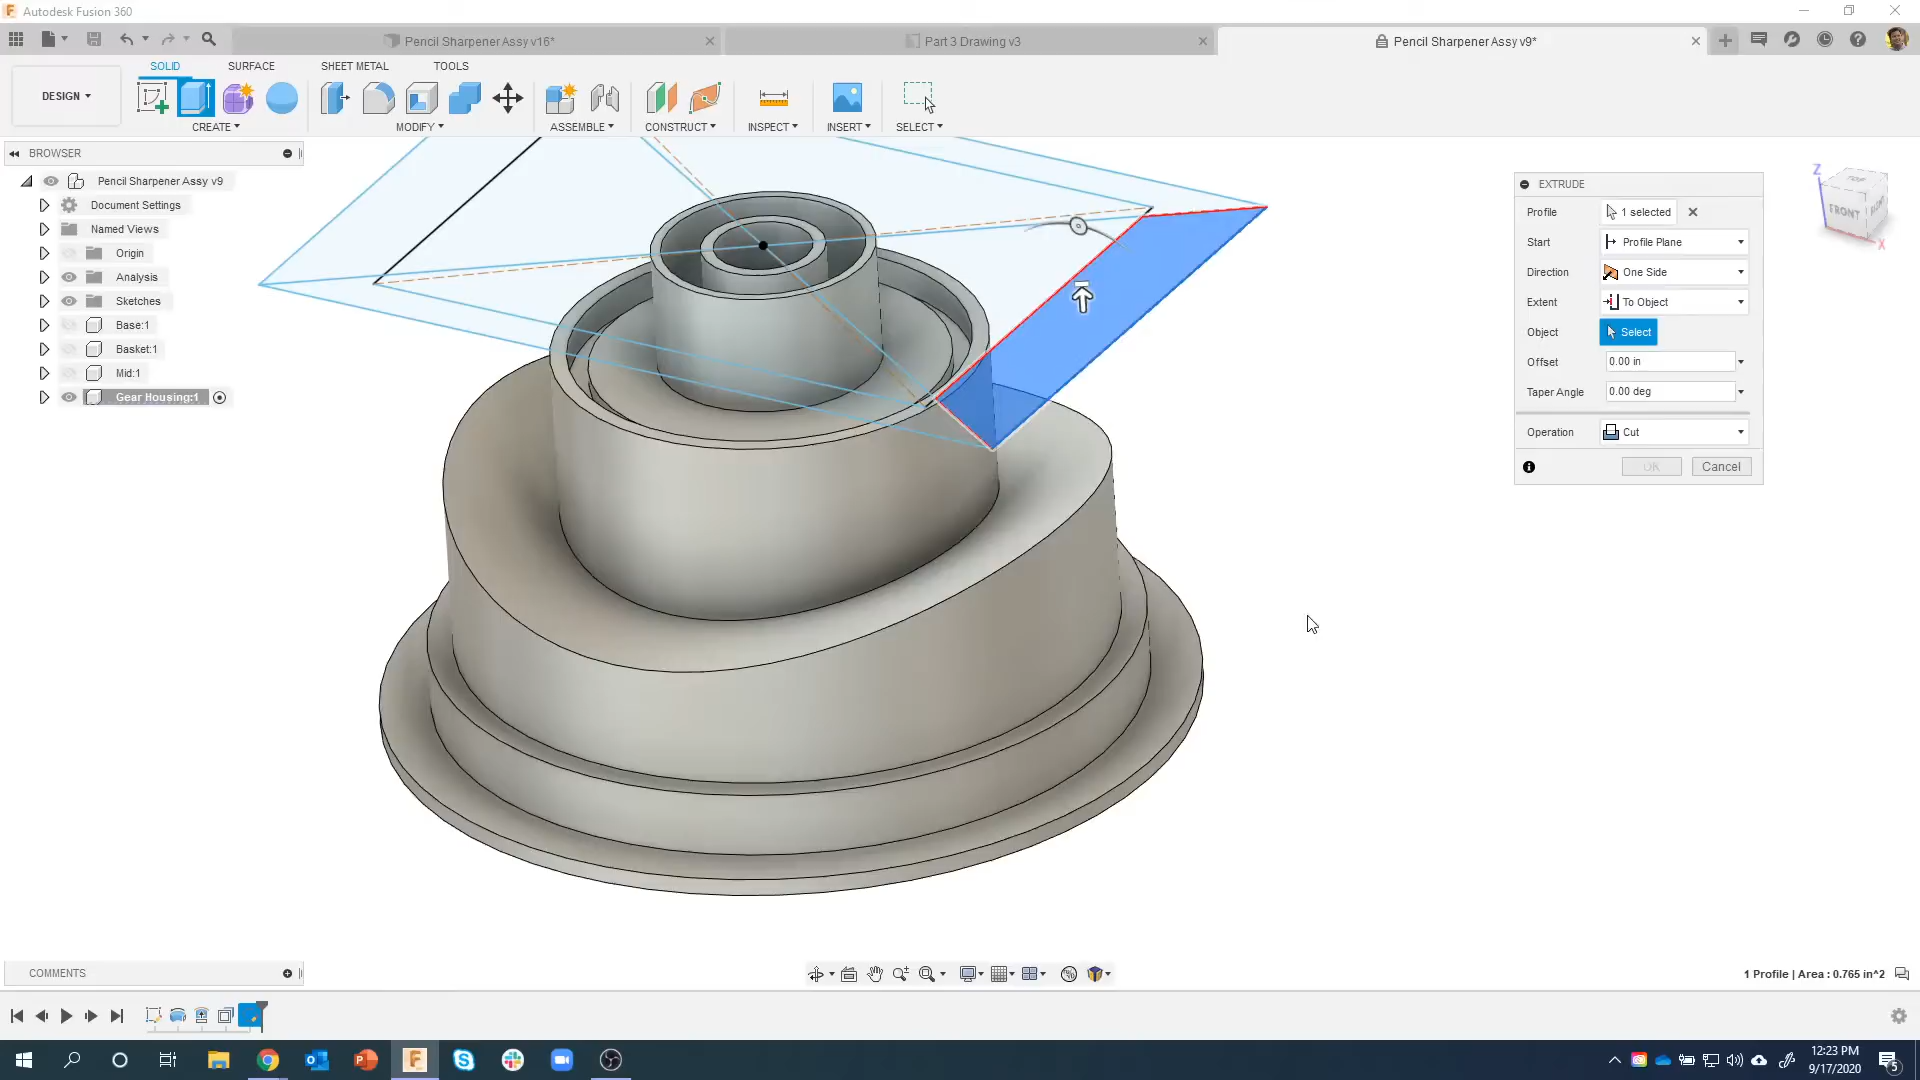 Autodesk Fusion 360
Pencil Sharpener Assy v16*
Part 3 Drawing v3
Pencil Sharpener Assy v9*
SOLID
SURFACE
SHEET METAL
TOOLS
DESIGN
CREATE
MODIFY
ASSEMBLE
CONSTRUCT
INSPECT
INSERT
SELECT
BROWSER
Pencil Sharpener Assy v9
Document Settings
Named Views
Origin
Analysis
Sketches
Base:1
Basket:1
Mid:1
Gear Housing:1
EXTRUDE
Profile 1 selected
Start Profile Plane
Direction One Side
Extent To Object
Object Select
Offset 0.00 in
Taper Angle 0.00 deg
Operation Cut
OK Cancel
Z
TOP
FRONT
RIGHT
X
COMMENTS
1 Profile | Area : 0.765 in^2
12:23 PM
9/17/2020
5